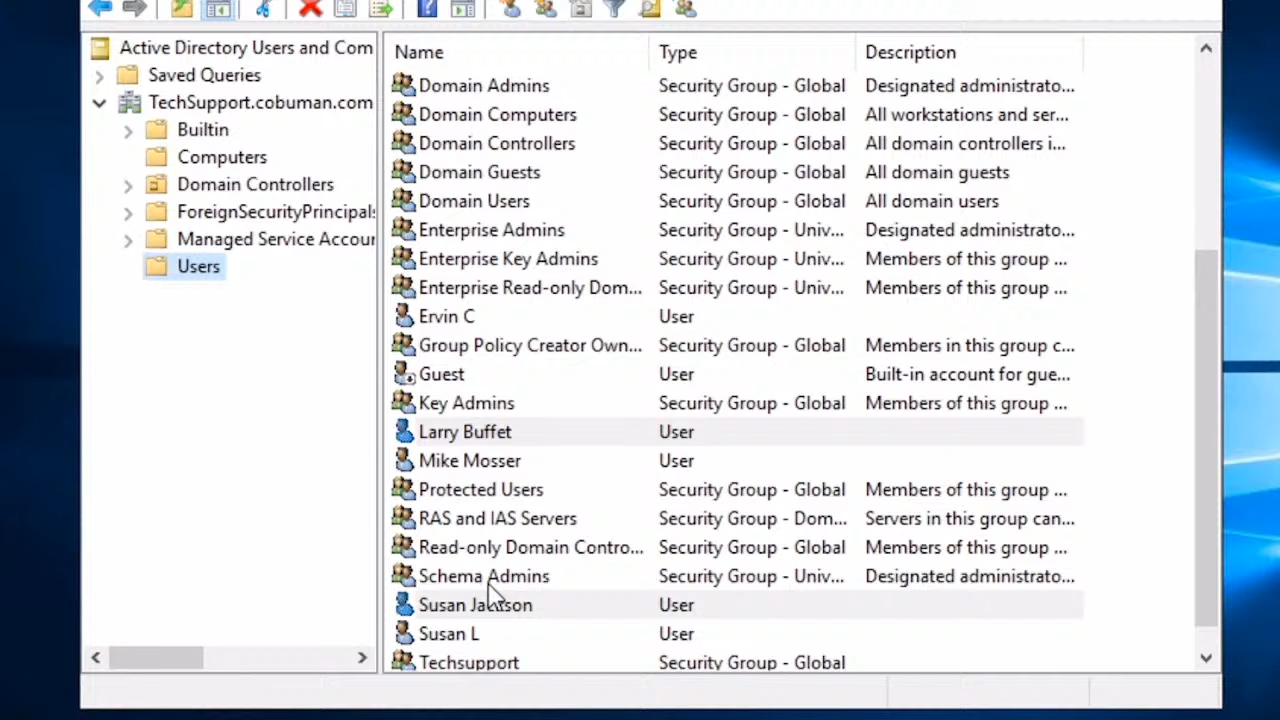 Active Directory Users and Com
Saved Queries
TechSupport.cobuman.com
Builtin
Computers
Domain Controllers
ForeignSecurityPrincipals
Managed Service Accour
Users
Name Type Description
Domain Admins Security Group - Global Designated administrato...
Domain Computers Security Group - Global All workstations and ser...
Domain Controllers Security Group - Global All domain controllers i...
Domain Guests Security Group - Global All domain guests
Domain Users Security Group - Global All domain users
Enterprise Admins Security Group - Univ... Designated administrato...
Enterprise Key Admins Security Group - Univ... Members of this group ...
Enterprise Read-only Dom... Security Group - Univ... Members of this group ...
Ervin C User
Group Policy Creator Own... Security Group - Global Members in this group c...
Guest User Built-in account for gue...
Key Admins Security Group - Global Members of this group ...
Larry Buffet User
Mike Mosser User
Protected Users Security Group - Global Members of this group ...
RAS and IAS Servers Security Group - Dom... Servers in this group can...
Read-only Domain Contro... Security Group - Global Members of this group ...
Schema Admins Security Group - Univ... Designated administrato...
Susan Jackson User
Susan L User
Techsupport Security Group - Global